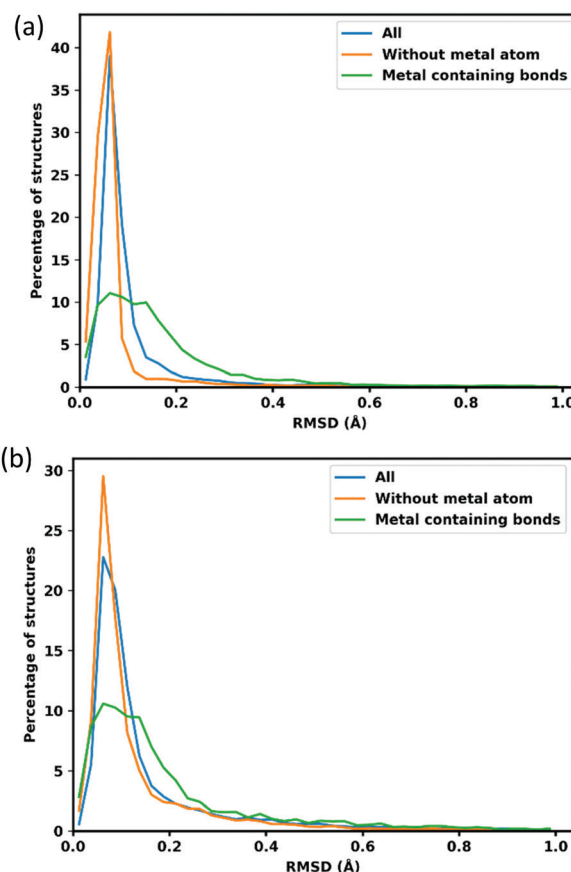 (a)
All
Without metal atom
Metal containing bonds
Percentage of structures
40
35
30
25
20
15
10
5
0
0.0 0.2 0.4 0.6 0.8 1.0
RMSD (Å)
(b)
All
Without metal atom
Metal containing bonds
Percentage of structures
30
25
20
15
10
5
0
0.0 0.2 0.4 0.6 0.8 1.0
RMSD (Å)